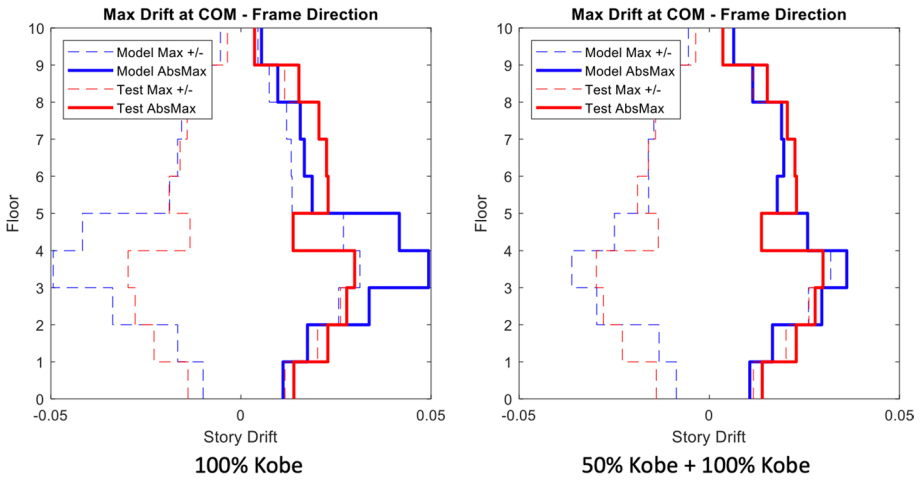 Max Drift at COM - Frame Direction
10
9
8
7
6
5
4
3
2
1
0
Floor
Model Max +/-
Model AbsMax
Test Max +/-
Test AbsMax
-0.05
0
0.05
Story Drift
100% Kobe
Max Drift at COM - Frame Direction
10
9
8
7
6
5
4
3
2
1
0
Floor
Model Max +/-
Model AbsMax
Test Max +/-
Test AbsMax
-0.05
0
0.05
Story Drift
50% Kobe + 100% Kobe